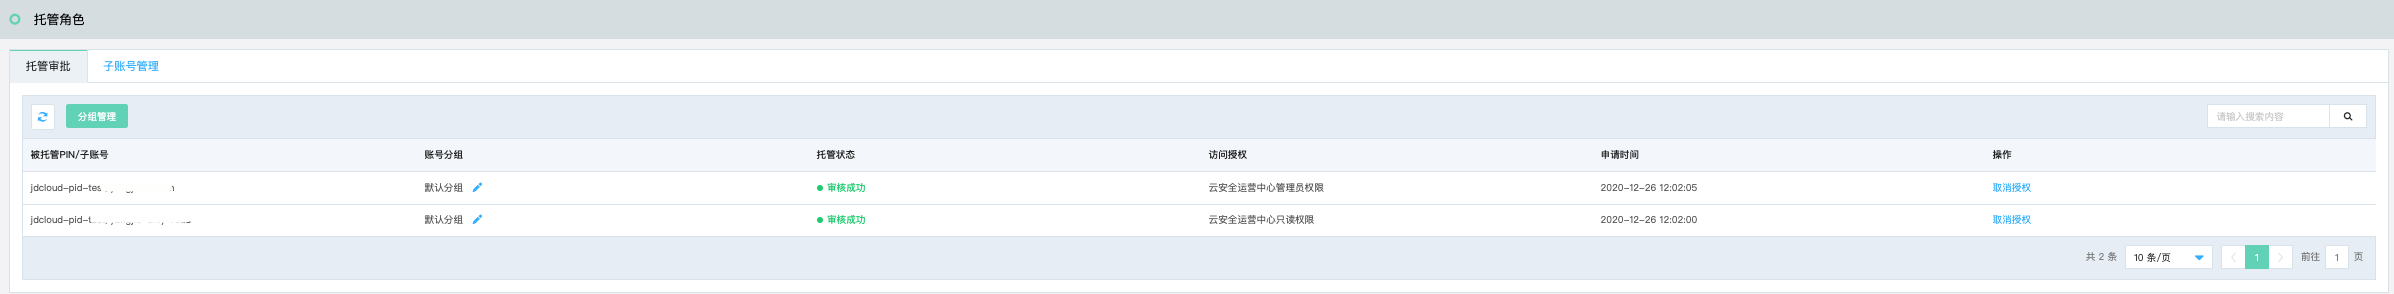 托管角色
托管审批 子账号管理
分组管理 请输入搜索内容
被托管PIN/子账号 账号分组 托管状态 访问授权 申请时间 操作
jdcloud-pid-tes 默认分组 审核成功 云安全运营中心管理员权限 2020-12-26 12:02:05 取消授权
jdcloud-pid-t 默认分组 审核成功 云安全运营中心只读权限 2020-12-26 12:02:00 取消授权
共 2 条 10 条/页 1 前往 1 页